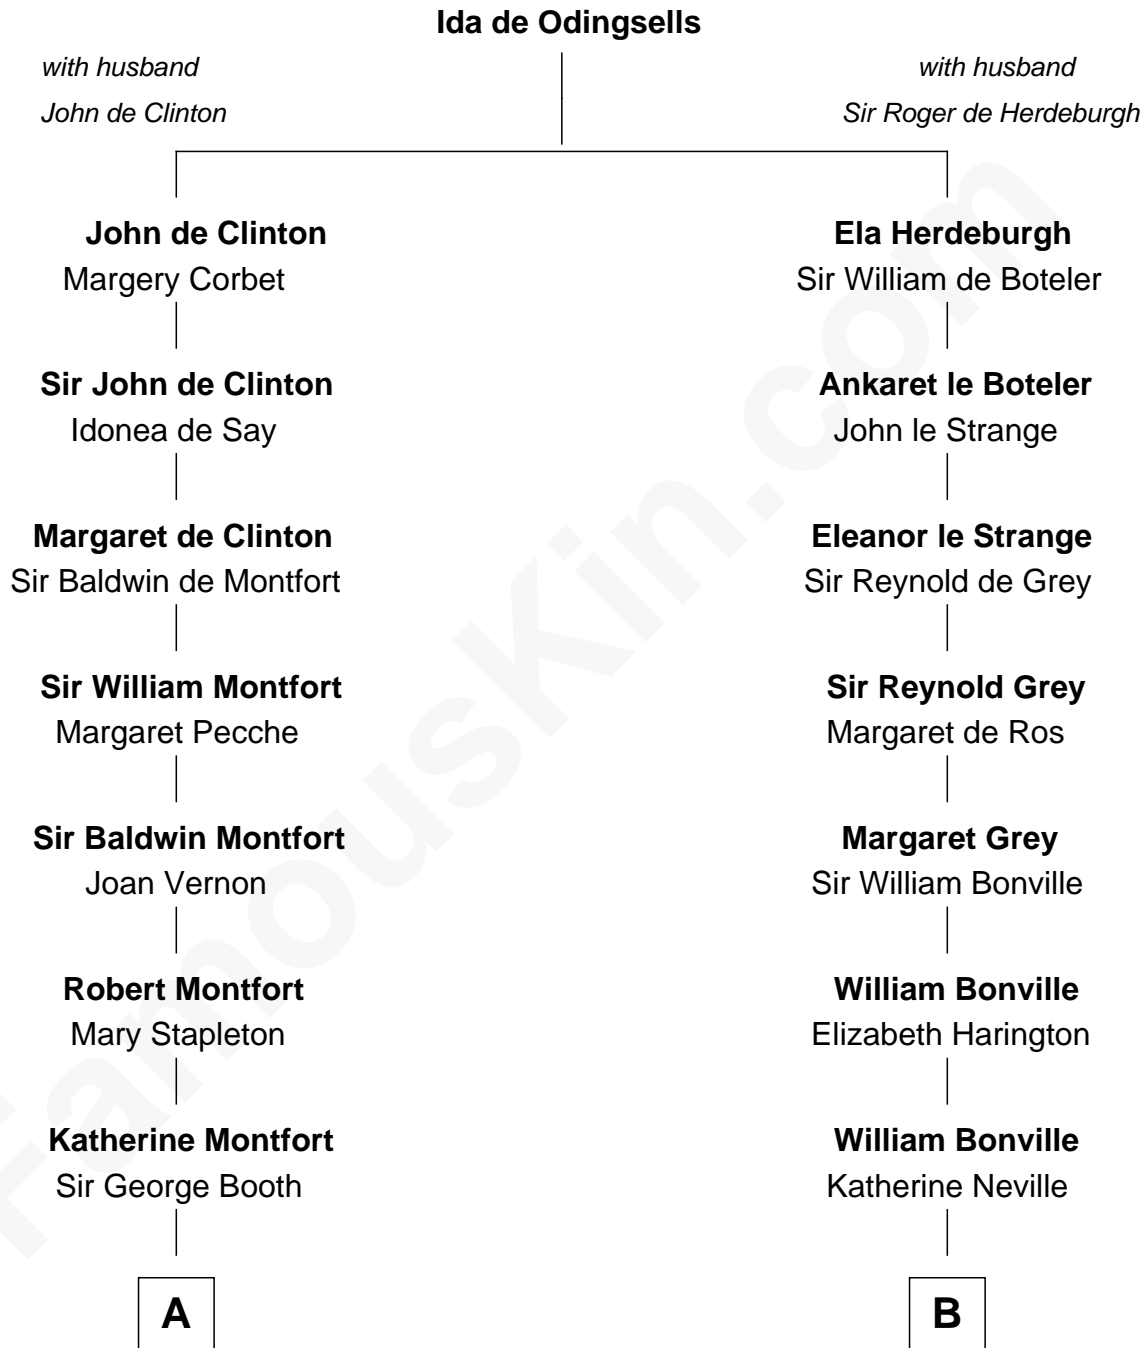 Ida de Odingsells
with husband
John de Clinton
with husband
Sir Roger de Herdeburgh
John de Clinton
Margery Corbet
Ela Herdeburgh
Sir William de Boteler
Sir John de Clinton
Idonea de Say
Ankaret le Boteler
John le Strange
Margaret de Clinton
Sir Baldwin de Montfort
Eleanor le Strange
Sir Reynold de Grey
Sir William Montfort
Margaret Pecche
Sir Reynold Grey
Margaret de Ros
Sir Baldwin Montfort
Joan Vernon
Margaret Grey
Sir William Bonville
Robert Montfort
Mary Stapleton
William Bonville
Elizabeth Harington
Katherine Montfort
Sir George Booth
William Bonville
Katherine Neville
A
B
FamousKin.com